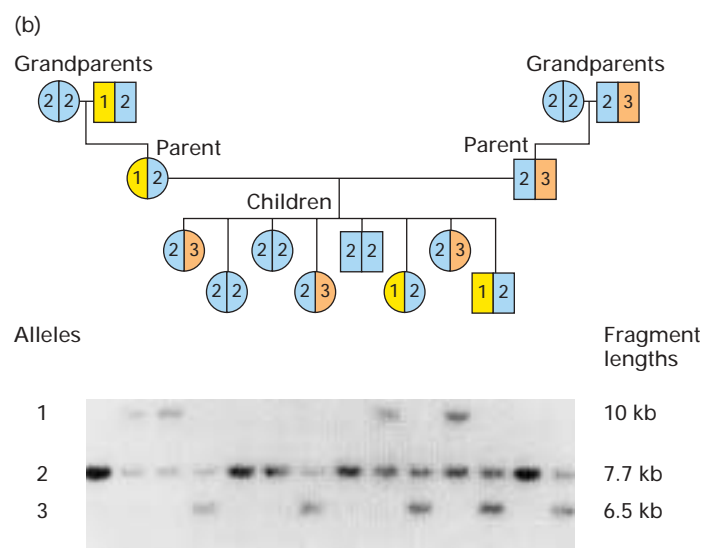 (b)
Grandparents Grandparents
2 2 1 2 2 2 2 3
Parent Parent
1 2 2 3
Children
2 3 2 2 2 2 2 3
2 2 2 3 1 2 1 2
Alleles Fragment
lengths
1 10 kb
2 7.7 kb
3 6.5 kb